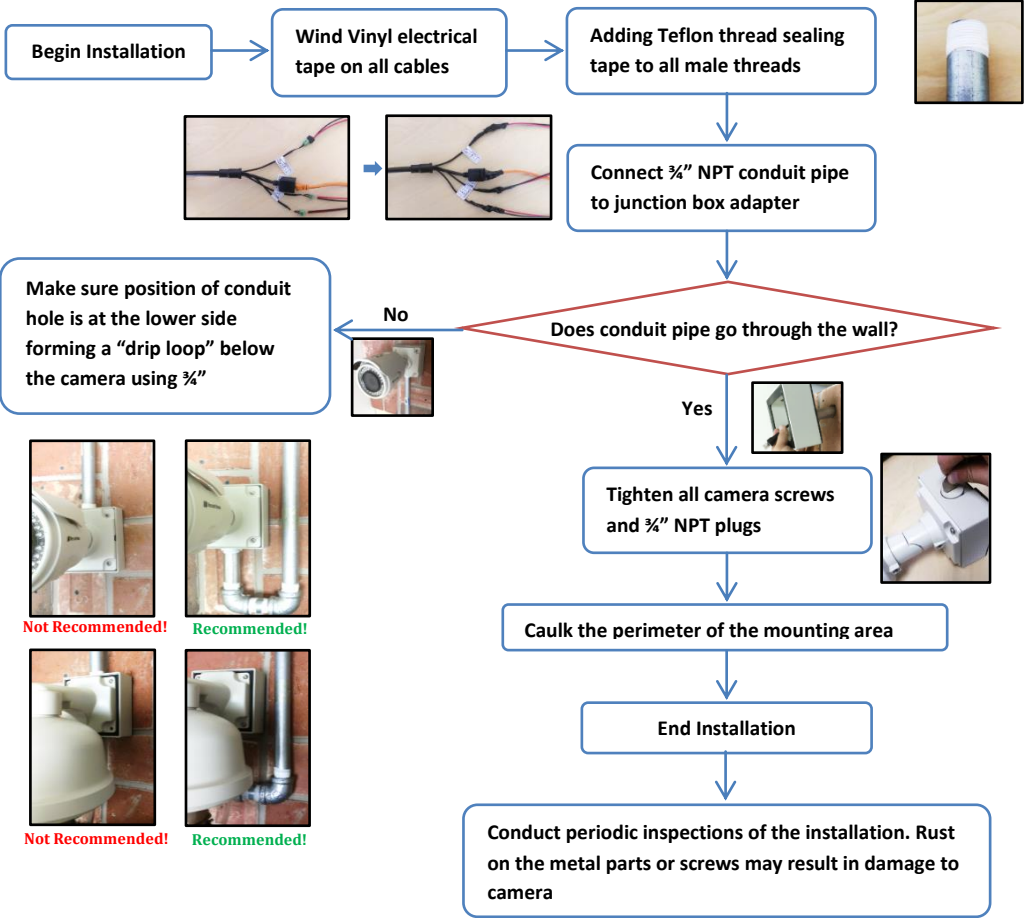 Begin Installation
Wind Vinyl electrical
tape on all cables
Adding Teflon thread sealing
tape to all male threads
Connect ¾” NPT conduit pipe
to junction box adapter
Does conduit pipe go through the wall?
No
Make sure position of conduit
hole is at the lower side
forming a “drip loop” below
the camera using ¾”
Yes
Tighten all camera screws
and ¾” NPT plugs
Not Recommended!
Recommended!
Caulk the perimeter of the mounting area
End Installation
Not Recommended!
Recommended!
Conduct periodic inspections of the installation. Rust
on the metal parts or screws may result in damage to
camera